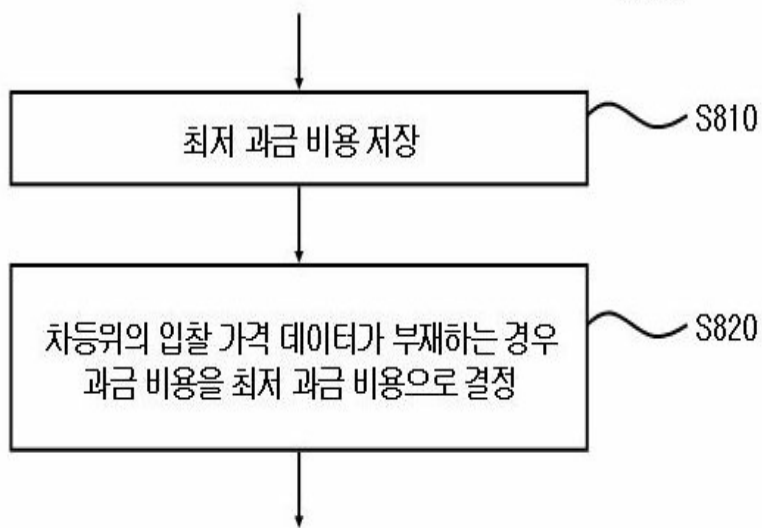 최저 과금 비용 저장
S810
차등위의 입찰 가격 데이터가 부재하는 경우
과금 비용을 최저 과금 비용으로 결정
S820